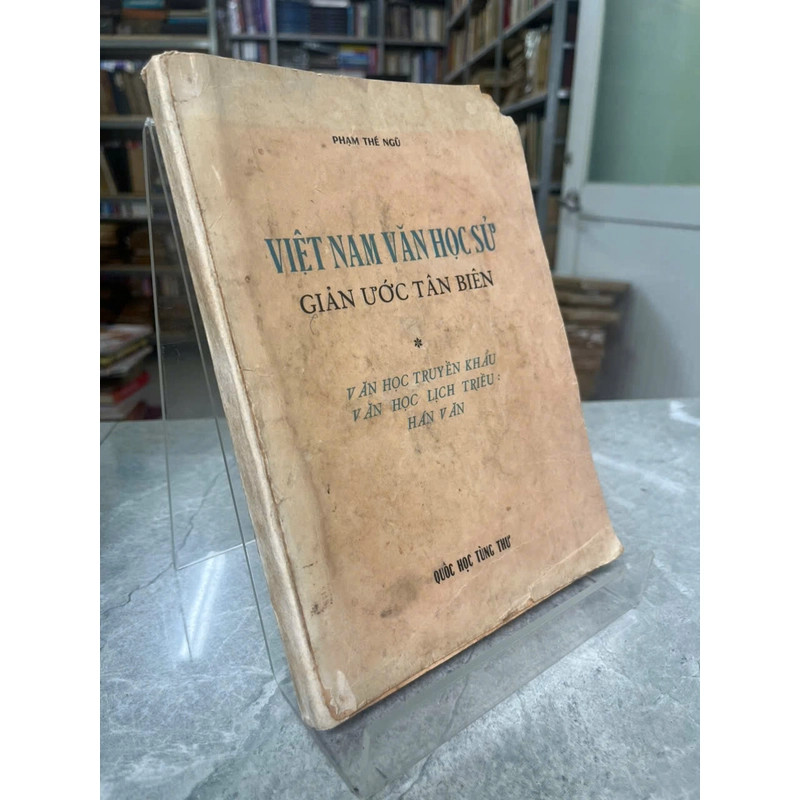 PHẠM THẾ NGŨ
VIỆT NAM VĂN HỌC SỬ
GIẢN ƯỚC TÂN BIÊN
*
VĂN HỌC TRUYỀN KHẨU
VĂN HỌC LỊCH TRIỀU :
HÁN VĂN
QUỐC HỌC TÙNG THƯ